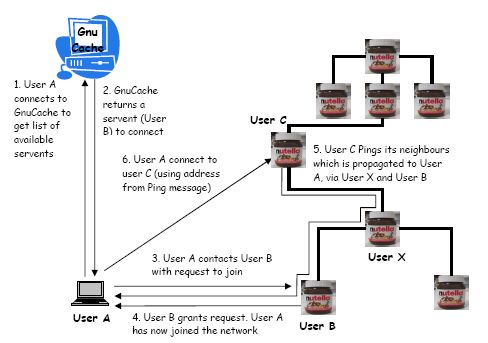 Gnu
Cache
1. User A
connects to
GnuCache to
get list of
available
servents
2. GnuCache
returns a
servent (User
B) to connect
nutella
nutella
nutella
nutella
User C
nutella
6. User A connect to
user C (using address
from Ping message)
5. User C Pings its neighbours
which is propagated to User
A, via User X and User B
nutella
User X
3. User A contacts User B
with request to join
nutella
nutella
User A
4. User B grants request. User A
has now joined the network
User B